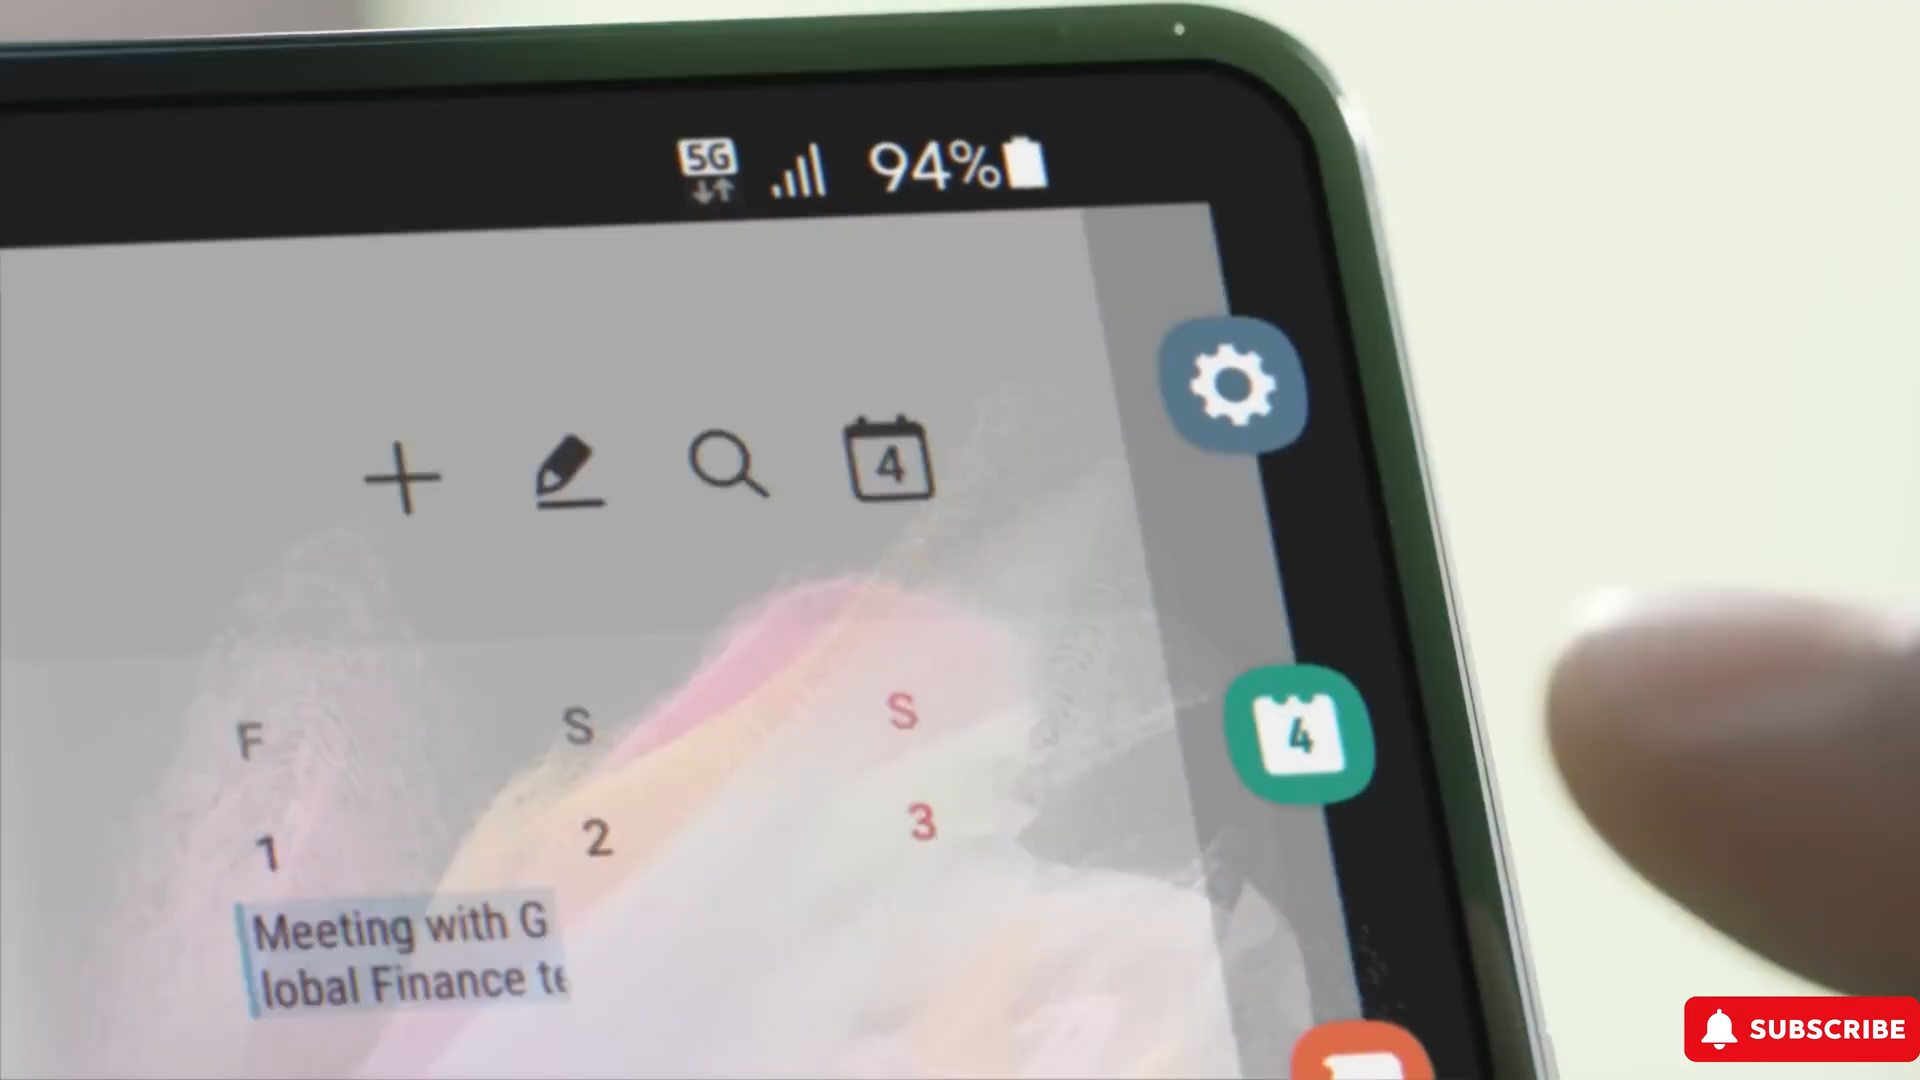 5G 94%
4
F S S
4
1 2 3
Meeting with G
lobal Finance te
SUBSCRIBE